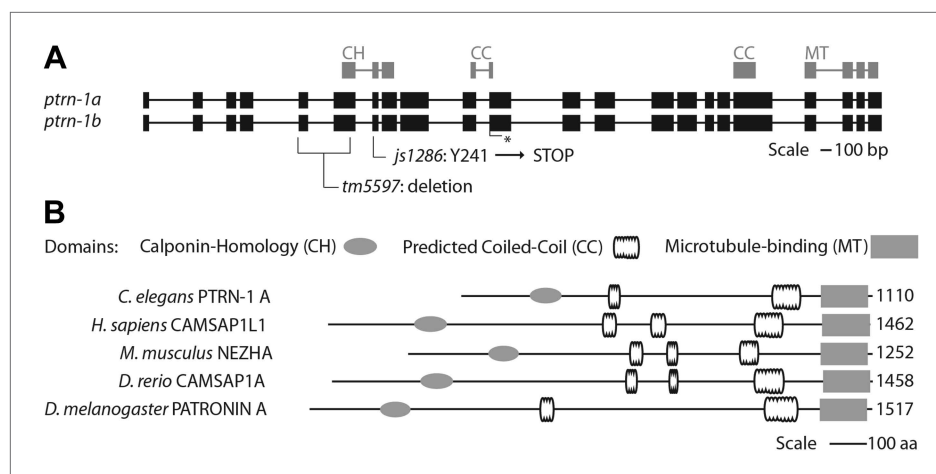 A
CH CC CC MT
ptrn-1a
ptrn-1b
*
js1286: Y241 → STOP
Scale 100 bp
tm5597: deletion
B
Domains: Calponin-Homology (CH) Predicted Coiled-Coil (CC) Microtubule-binding (MT)
C. elegans PTRN-1 A 1110
H. sapiens CAMSAP1L1 1462
M. musculus NEZHA 1252
D. rerio CAMSAP1A 1458
D. melanogaster PATRONIN A 1517
Scale 100 aa